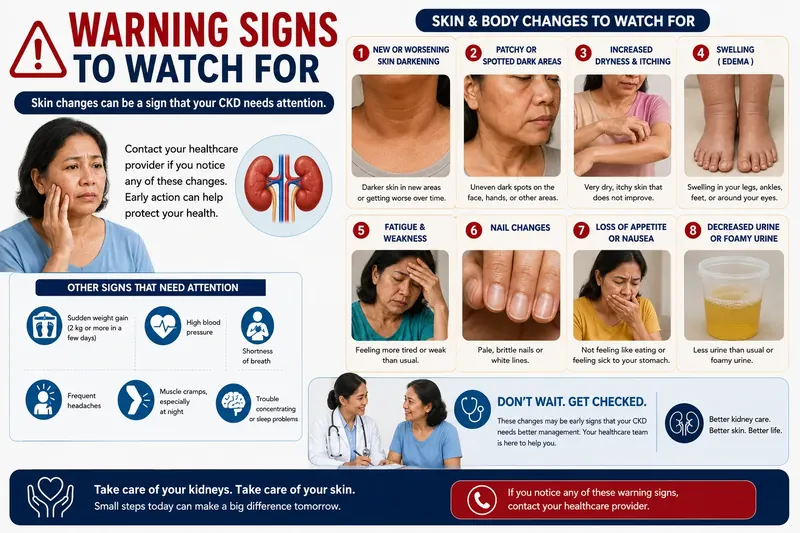 WARNING SIGNS
TO WATCH FOR
Skin changes can be a sign that your CKD needs attention.
Contact your healthcare
provider if you notice
any of these changes.
Early action can help
protect your health.
OTHER SIGNS THAT NEED ATTENTION
Sudden weight gain
(2 kg or more in a
few days)
High blood
pressure
Shortness
of breath
Frequent
headaches
Muscle cramps,
especially
at night
Trouble
concentrating
or sleep problems
SKIN & BODY CHANGES TO WATCH FOR
1 NEW OR WORSENING
SKIN DARKENING
Darker skin in new areas
or getting worse over time.
2 PATCHY OR
SPOTTED DARK AREAS
Uneven dark spots on the
face, hands, or other areas.
3 INCREASED
DRYNESS & ITCHING
Very dry, itchy skin that
does not improve.
4 SWELLING
( EDEMA )
Swelling in your legs, ankles,
feet, or around your eyes.
5 FATIGUE &
WEAKNESS
Feeling more tired or weak
than usual.
6 NAIL CHANGES
Pale, brittle nails or
white lines.
7 LOSS OF APPETITE
OR NAUSEA
Not feeling like eating or
feeling sick to your stomach.
8 DECREASED URINE
OR FOAMY URINE
Less urine than usual or
foamy urine.
DON'T WAIT. GET CHECKED.
These changes may be early signs that your CKD
needs better management. Your healthcare team
is here to help you.
Better kidney care.
Better skin. Better life.
Take care of your kidneys. Take care of your skin.
Small steps today can make a big difference tomorrow.
If you notice any of these warning signs,
contact your healthcare provider.